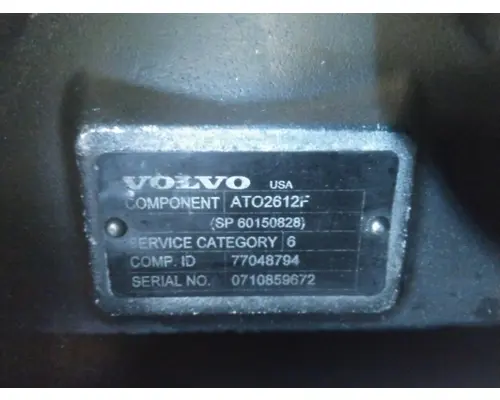 VOLVO USA
COMPONENT ATO2612F
(SP 60150828)
SERVICE CATEGORY 6
COMP. ID 77048794
SERIAL NO. 0710859672